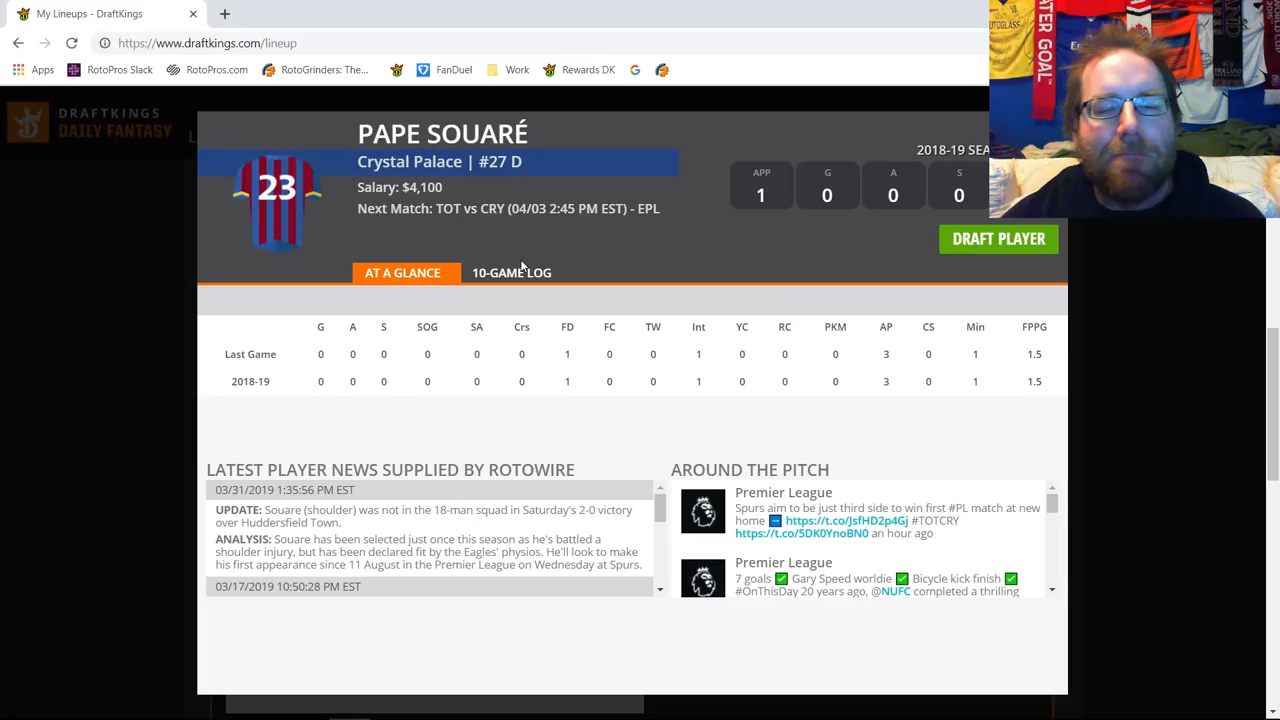 My Lineups - DraftKings
https://www.draftkings.com/lineup
Apps
RotoPros Slack
RotoPros.com
RotoGrinders: The...
FanDuel
Work
Rewards DK
DRAFTKINGS
DAILY FANTASY
L
PAPE SOUARÉ
Crystal Palace | #27 D
Salary: $4,100
Next Match: TOT vs CRY (04/03 2:45 PM EST) - EPL
23
2018-19 SEA
APP G A S
1 0 0 0
DRAFT PLAYER
AT A GLANCE
10-GAME LOG
G A S SOG SA Crs FD FC TW Int YC RC PKM AP CS Min FPPG
Last Game 0 0 0 0 0 0 1 0 0 1 0 0 0 3 0 1 1.5
2018-19 0 0 0 0 0 0 1 0 0 1 0 0 0 3 0 1 1.5
LATEST PLAYER NEWS SUPPLIED BY ROTOWIRE
03/31/2019 1:35:56 PM EST
UPDATE: Souare (shoulder) was not in the 18-man squad in Saturday's 2-0 victory
over Huddersfield Town.
ANALYSIS: Souare has been selected just once this season as he's battled a
shoulder injury, but has been declared fit by the Eagles' physios. He'll look to make
his first appearance since 11 August in the Premier League on Wednesday at Spurs.
03/17/2019 10:50:28 PM EST
AROUND THE PITCH
Premier League
Spurs aim to be just third side to win first #PL match at new
home ➡ https://t.co/JsfHD2p4Gj #TOTCRY
https://t.co/5DK0YnoBN0 an hour ago
Premier League
7 goals ✅ Gary Speed worldie ✅ Bicycle kick finish ✅
#OnThisDay 20 years ago, @NUFC completed a thrilling
ATER GOAL
HOLLAND